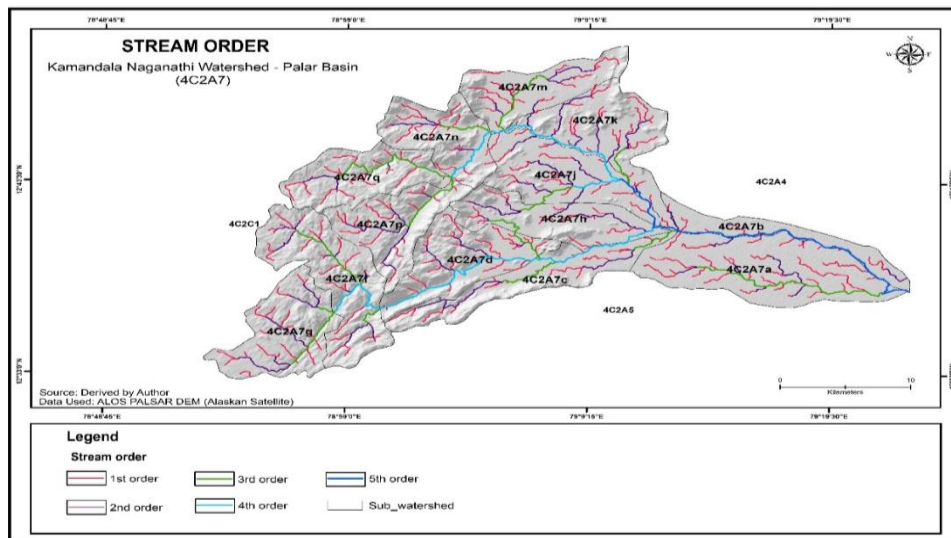 78°48'45"E 78°59'0"E 79°9'15"E 79°19'30"E
STREAM ORDER
Kamandala Naganathi Watershed - Palar Basin
(4C2A7)
N
W E
S
4C2A7m
4C2A7k
4C2A7n
4C2A7q
4C2A7j
4C2A4
4C2A7h
4C2C1
4C2A7p
4C2A7b
4C2A7d
4C2A7a
4C2A7f
4C2A7c
4C2A5
4C2A7g
Source: Derived by Author
Data Used: ALOS PALSAR DEM (Alaskan Satellite)
0 10
Kilometers
78°48'45"E 78°59'0"E 79°9'15"E 79°19'30"E
Legend
Stream order
1st order 3rd order 5th order
2nd order 4th order Sub_watershed